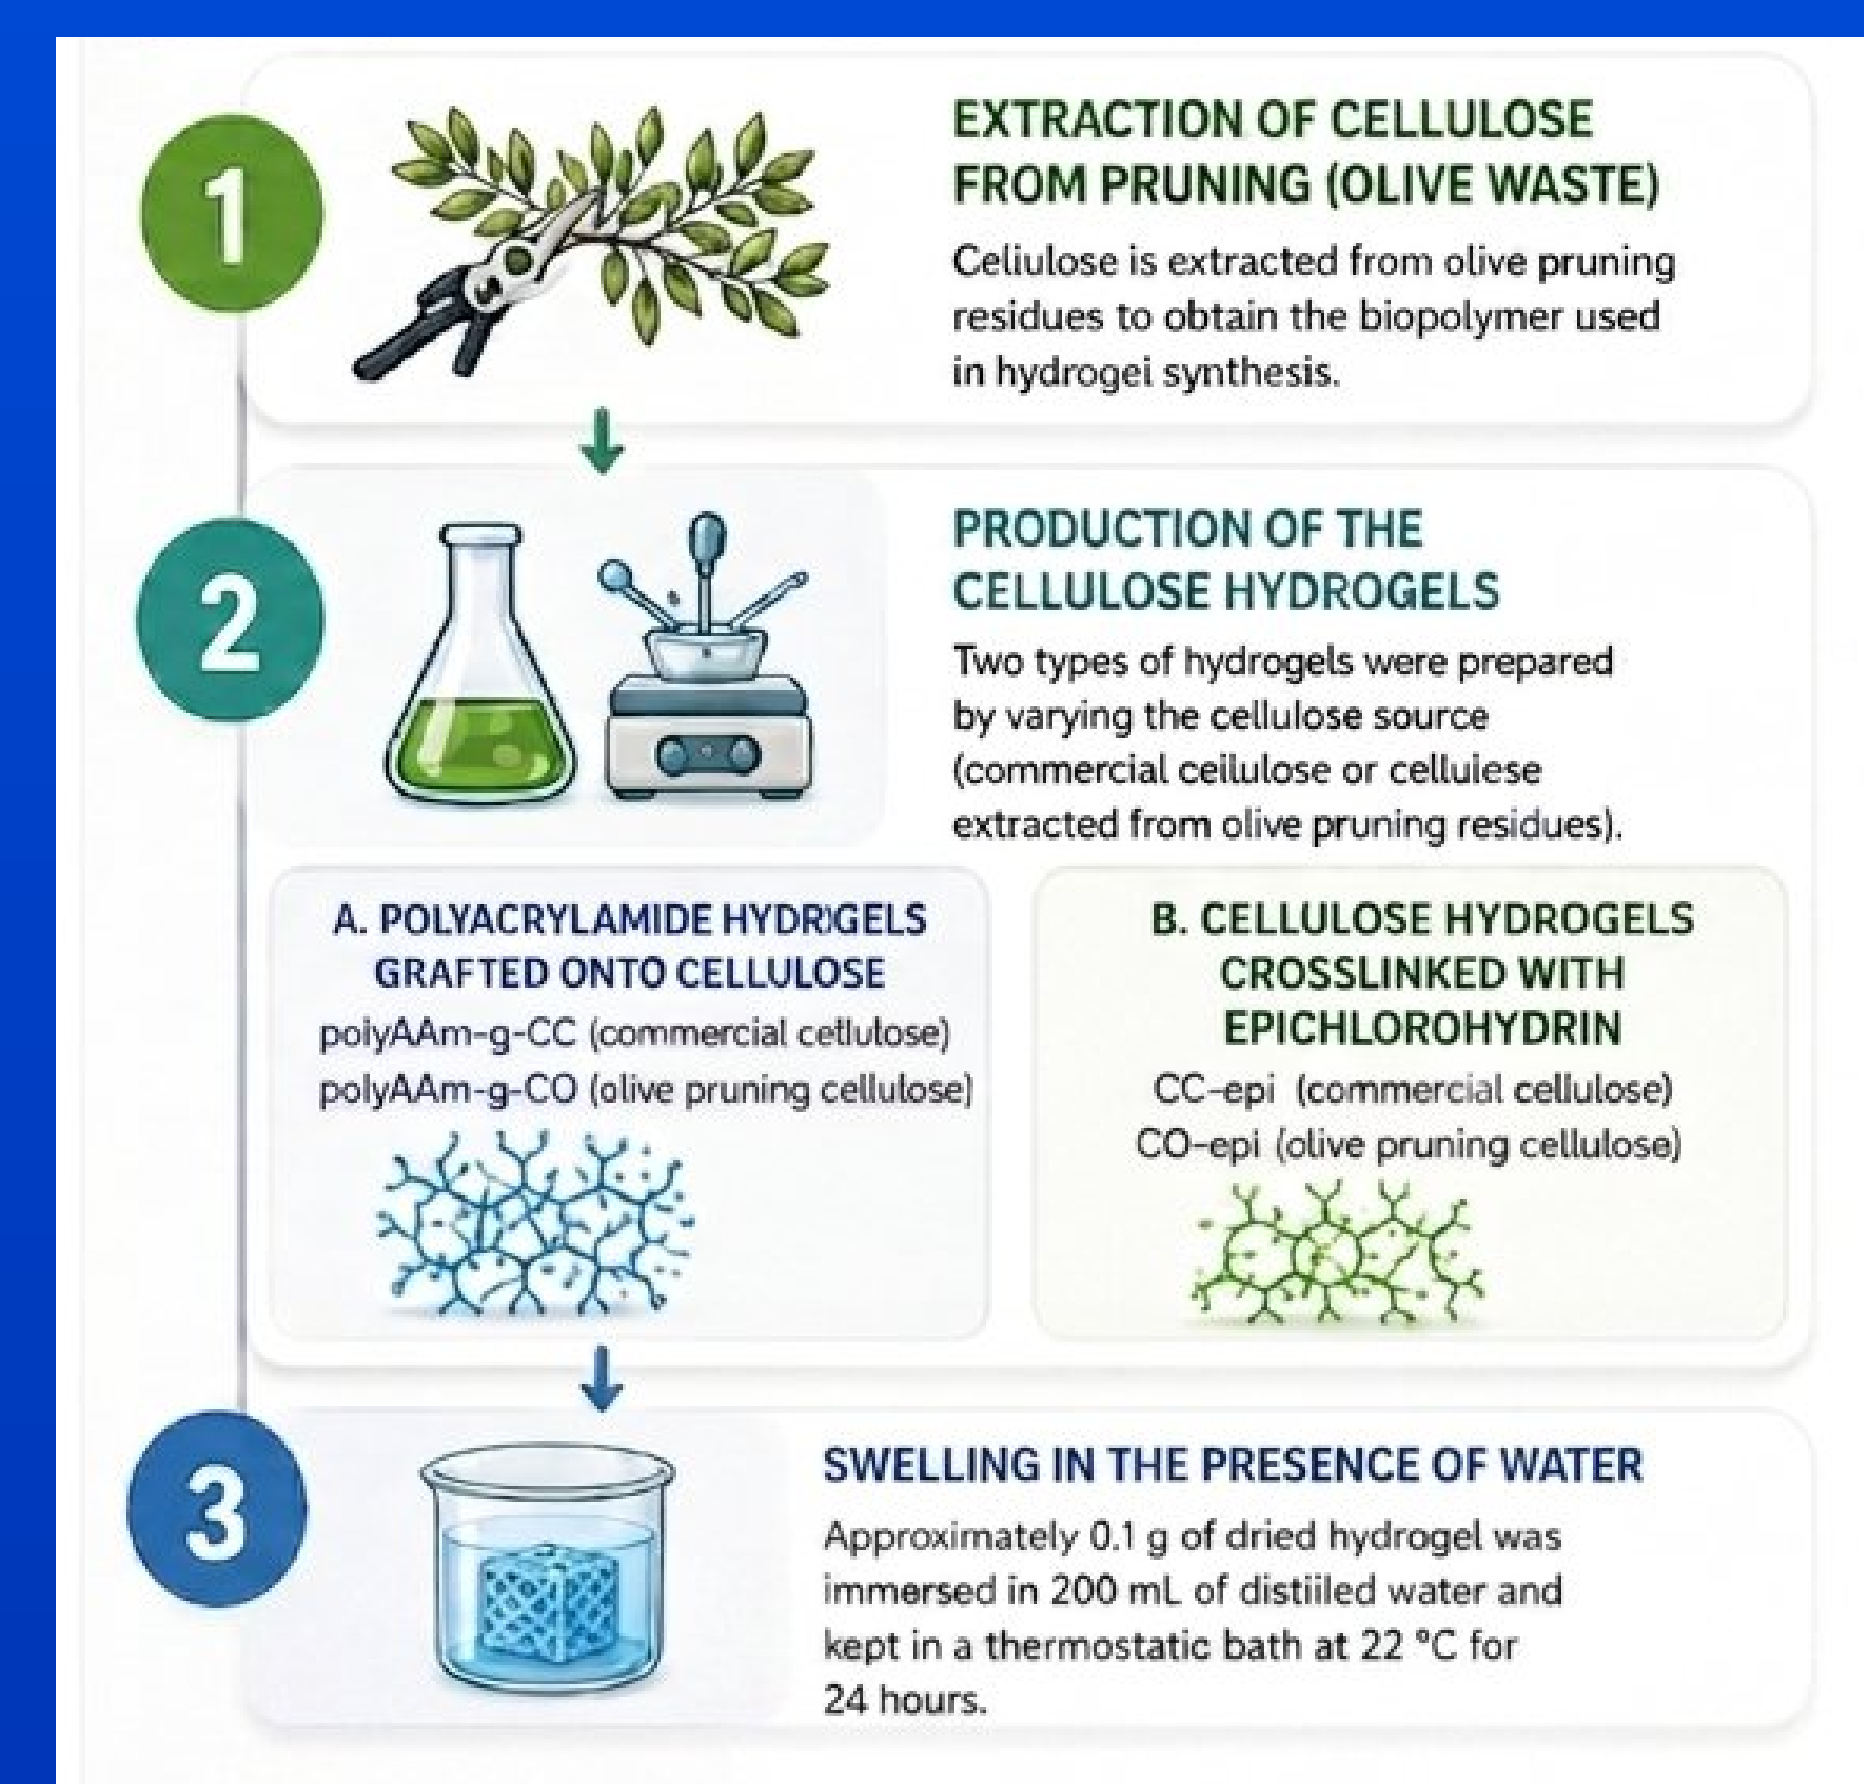 1
EXTRACTION OF CELLULOSE
FROM PRUNING (OLIVE WASTE)
Celiulose is extracted from olive pruning
residues to obtain the biopolymer used
in hydrogei synthesis.
2
PRODUCTION OF THE
CELLULOSE HYDROGELS
Two types of hydrogels were prepared
by varying the cellulose source
(commercial ceilulose or celluiese
extracted from olive pruning residues).
A. POLYACRYLAMIDE HYDRIGELS
GRAFTED ONTO CELLULOSE
poiyAAm-g-CC (commercial cetlutose)
polyAAm-g-CO (olive pruning cellulose)
B. CELLULOSE HYDROGELS
CROSSLINKED WITH
EPICHLOROHYDRIN
CC-epi (commercial cellulose)
CO-epi (olive pruning cellulose)
3
SWELLING IN THE PRESENCE OF WATER
Approximately 0.1 g of dried hydrogel was
immersed in 200 mL of distiiled water and
kept in a thermostatic bath at 22 °C for
24 hours.